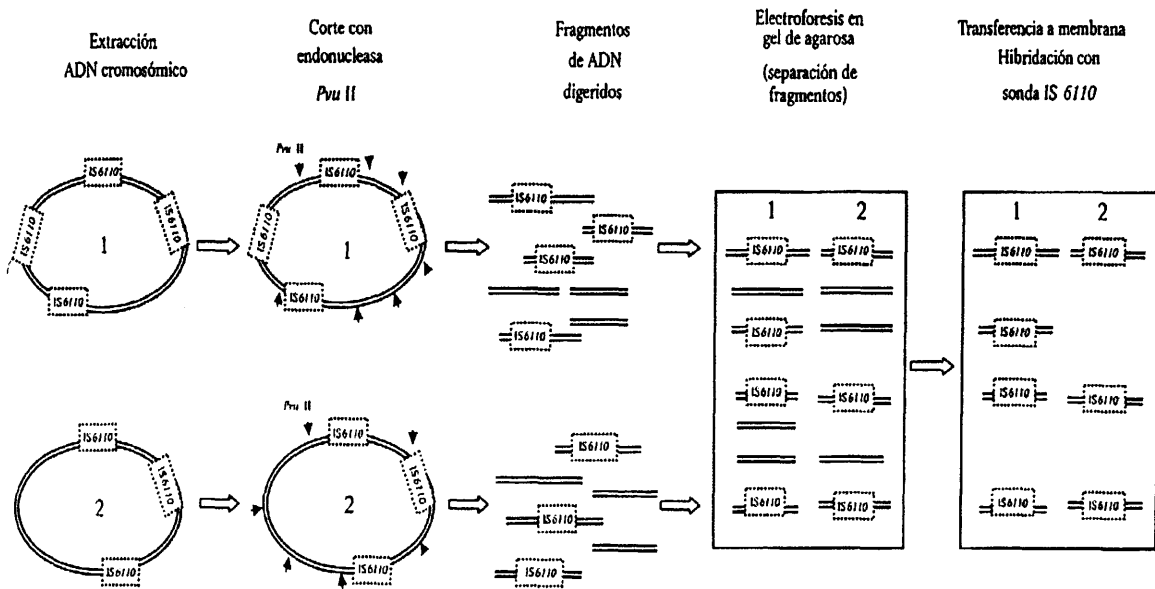 Extracción
ADN cromosómico
Corte con
endonucleasa
Pvu II
Fragmentos
de ADN
digeridos
Electroforesis en
gel de agarosa
(separación de
fragmentos)
Transferencia a membrana
Hibridación con
sonda IS 6110
IS6110
IS6110
IS6110
IS6110
1
Pvu II
IS6110
IS6110
IS6110
IS6110
1
IS6110
IS6110
IS6110
IS6110
IS6110
IS6110
IS6110
2
Pvu II
IS6110
IS6110
IS6110
2
IS6110
IS6110
IS6110
1 2
IS6110 IS6110
IS6110
IS6110 IS6110
IS6110 IS6110
1 2
IS6110 IS6110
IS6110
IS6110 IS6110
IS6110 IS6110